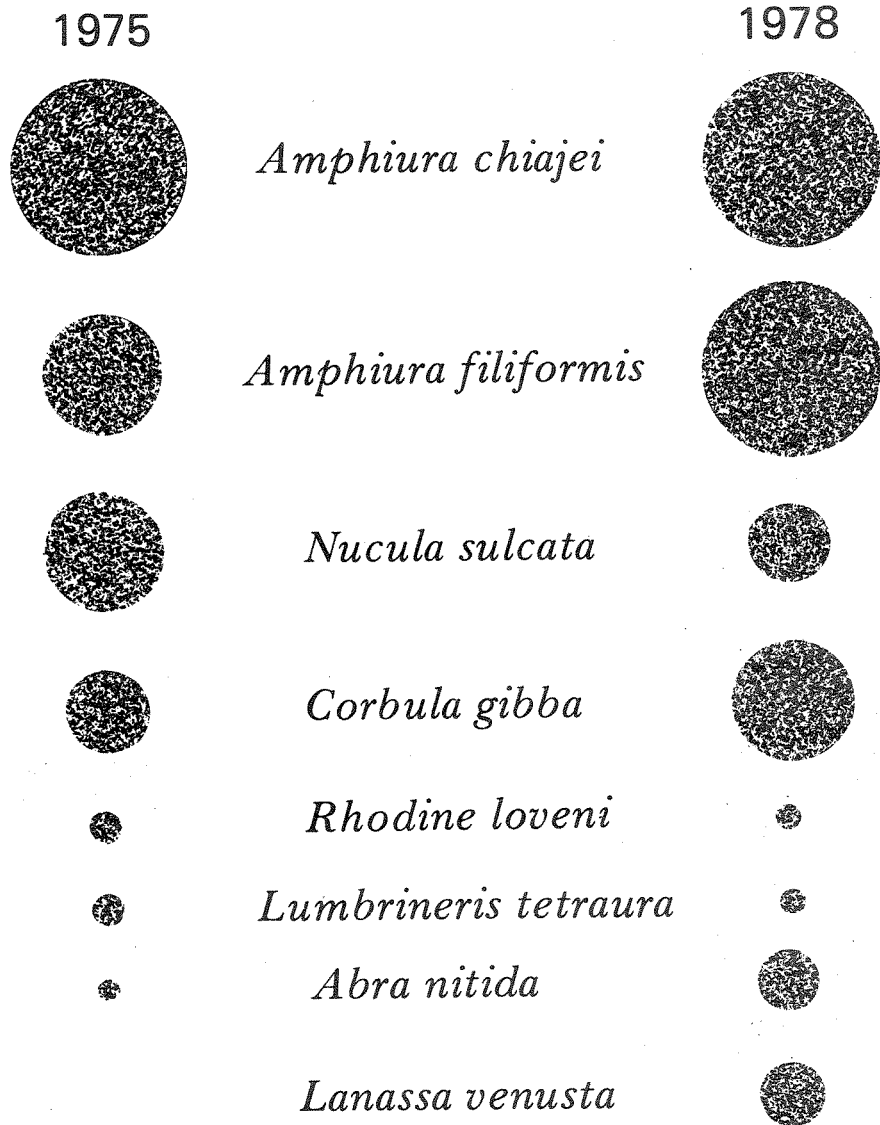 1975 1978
Amphiura chiajei
Amphiura filiformis
Nucula sulcata
Corbula gibba
Rhodine loveni
Lumbrineris tetraura
Abra nitida
Lanassa venusta